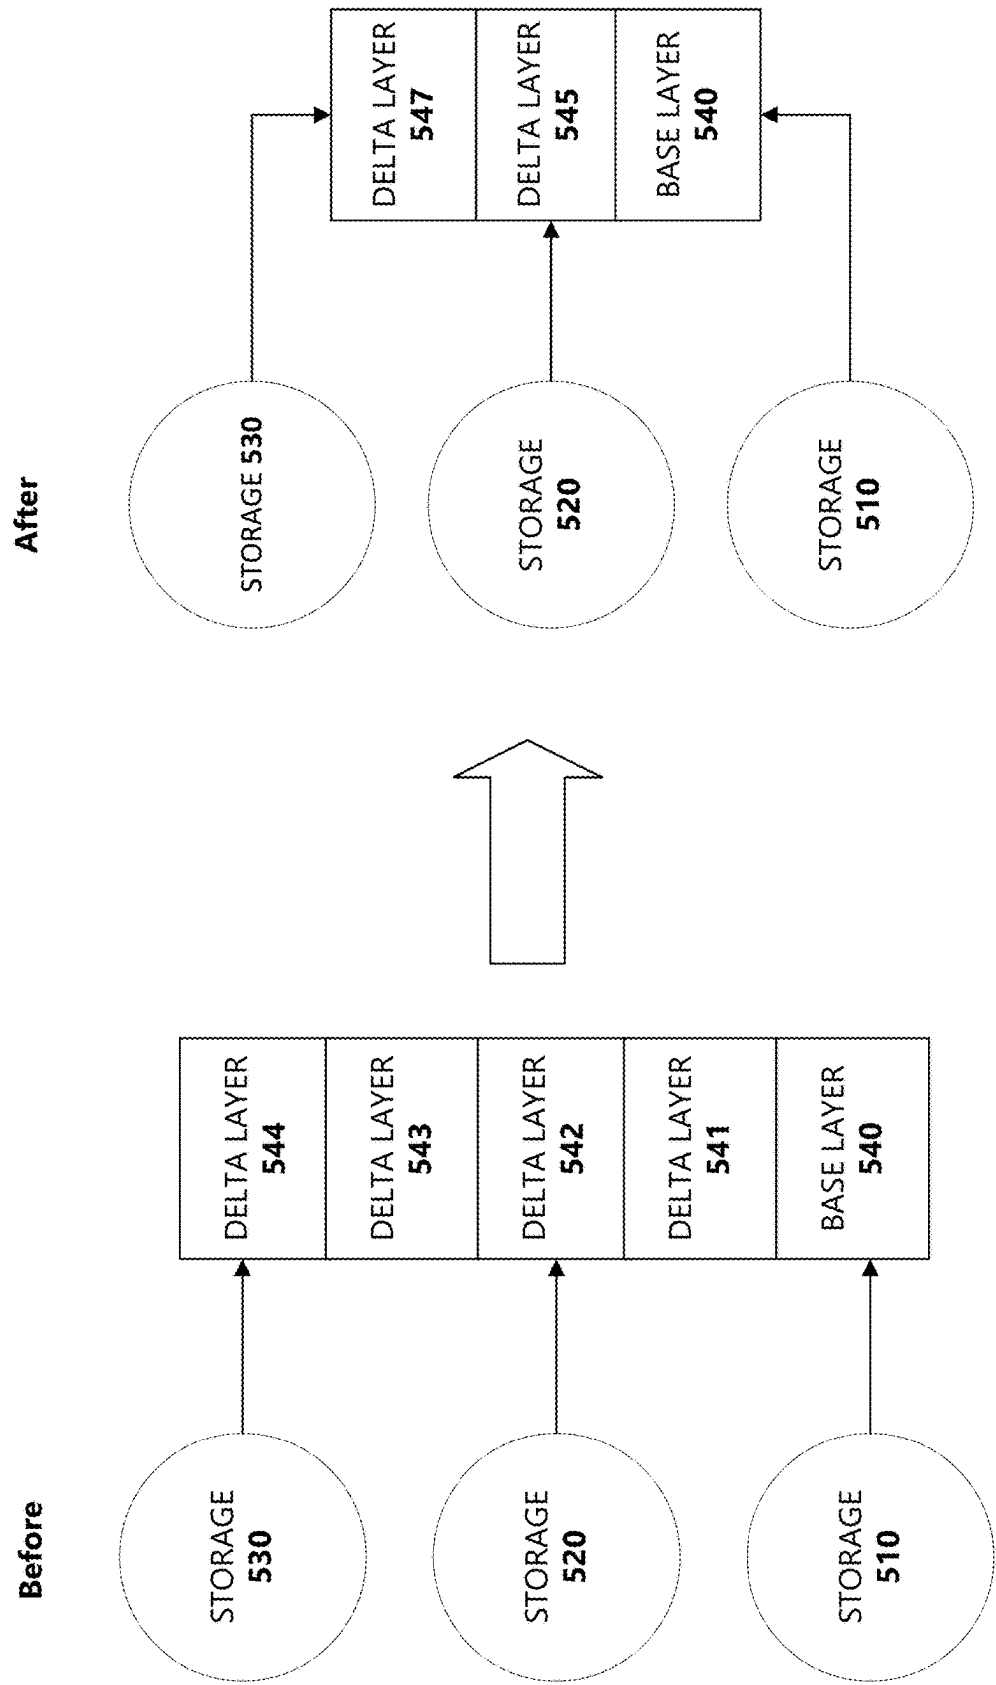 Before
STORAGE
530
STORAGE
520
STORAGE
510
DELTA LAYER
544
DELTA LAYER
543
DELTA LAYER
542
DELTA LAYER
541
BASE LAYER
540
After
STORAGE 530
STORAGE
520
STORAGE
510
DELTA LAYER
547
DELTA LAYER
545
BASE LAYER
540